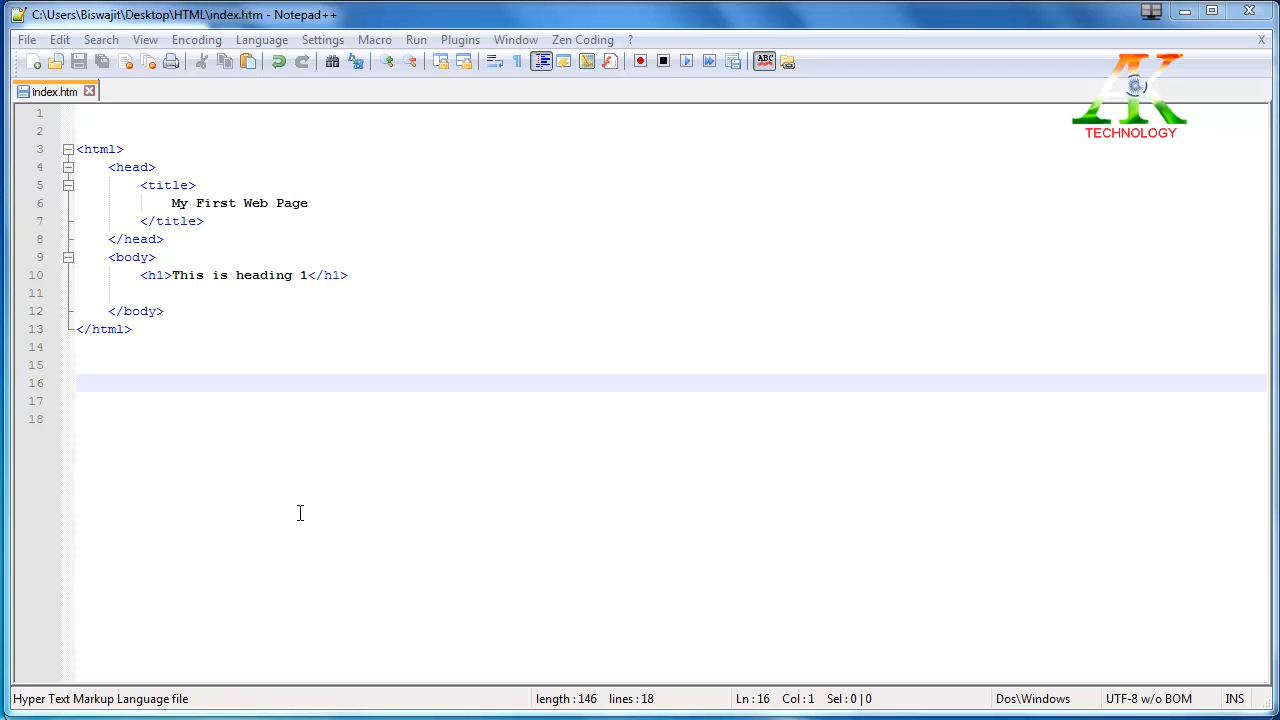 C:\Users\Biswajit\Desktop\HTML\index.htm - Notepad++
File Edit Search View Encoding Language Settings Macro Run Plugins Window Zen Coding ? X
ABC
index.htm
AK
TECHNOLOGY
1
2
3 <html>
4 <head>
5 <title>
6 My First Web Page
7 </title>
8 </head>
9 <body>
10 <h1>This is heading 1</h1>
11
12 </body>
13 </html>
14
15
16
17
18
Hyper Text Markup Language file length : 146 lines : 18 Ln : 16 Col : 1 Sel : 0 | 0 Dos\Windows UTF-8 w/o BOM INS